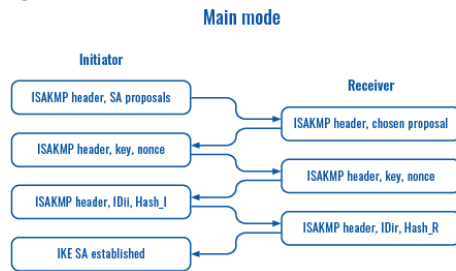 Main mode
Initiator
Receiver
ISAKMP header, SA proposals
ISAKMP header, chosen proposal
ISAKMP header, key, nonce
ISAKMP header, key, nonce
ISAKMP header, IDii, Hash_I
ISAKMP header, IDir, Hash_R
IKE SA established